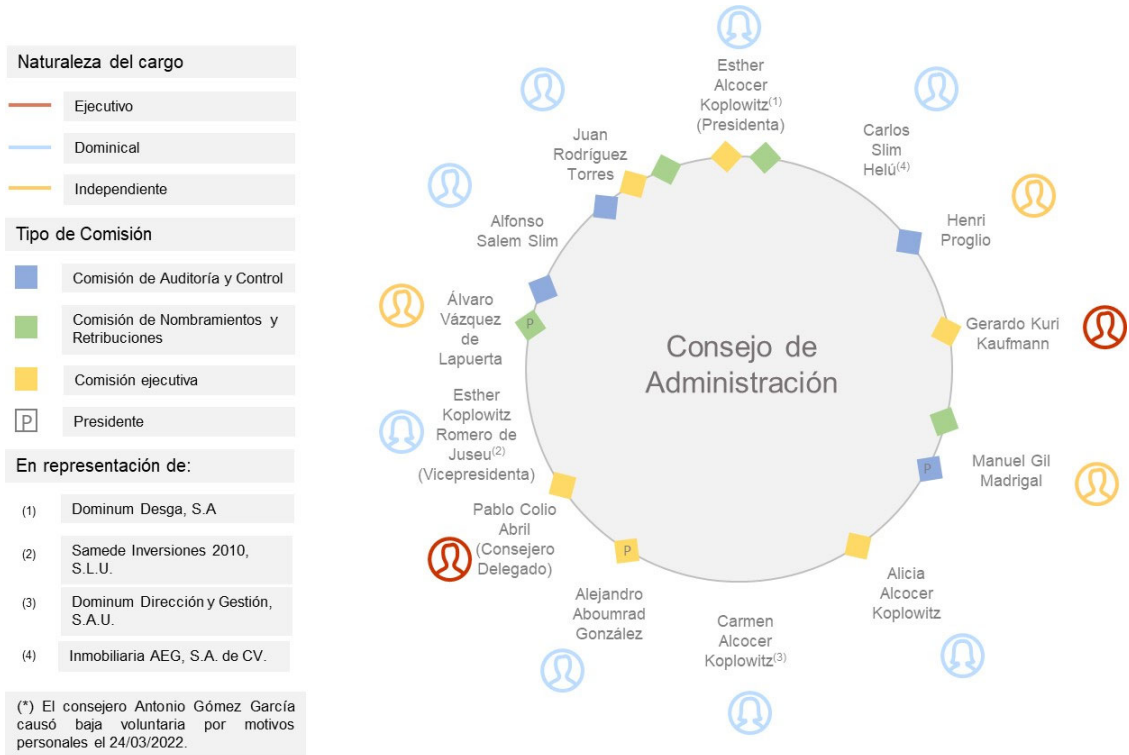 Naturaleza del cargo
Ejecutivo
Dominical
Independiente
Tipo de Comisión
Comisión de Auditoría y Control
Comisión de Nombramientos y
Retribuciones
Comisión ejecutiva
P Presidente
En representación de:
(1) Dominum Desga, S.A
(2) Samede Inversiones 2010,
S.L.U.
(3) Dominum Dirección y Gestión,
S.A.U.
(4) Inmobiliaria AEG, S.A. de CV.
(*) El consejero Antonio Gómez García
causó baja voluntaria por motivos
personales el 24/03/2022.
Esther
Alcocer
Koplowitz(1)
(Presidenta)
Carlos
Slim
Helú(4)
Henri
Proglio
Gerardo Kuri
Kaufmann
Manuel Gil
Madrigal
P
Alicia
Alcocer
Koplowitz
Carmen
Alcocer
Koplowitz(3)
Alejandro
Aboumrad
González
P
Pablo Colio
Abril
(Consejero
Delegado)
Esther
Koplowitz
Romero de
Juseu(2)
(Vicepresidenta)
Álvaro
Vázquez
de
Lapuerta
P
Alfonso
Salem Slim
Juan
Rodríguez
Torres
Consejo de
Administración